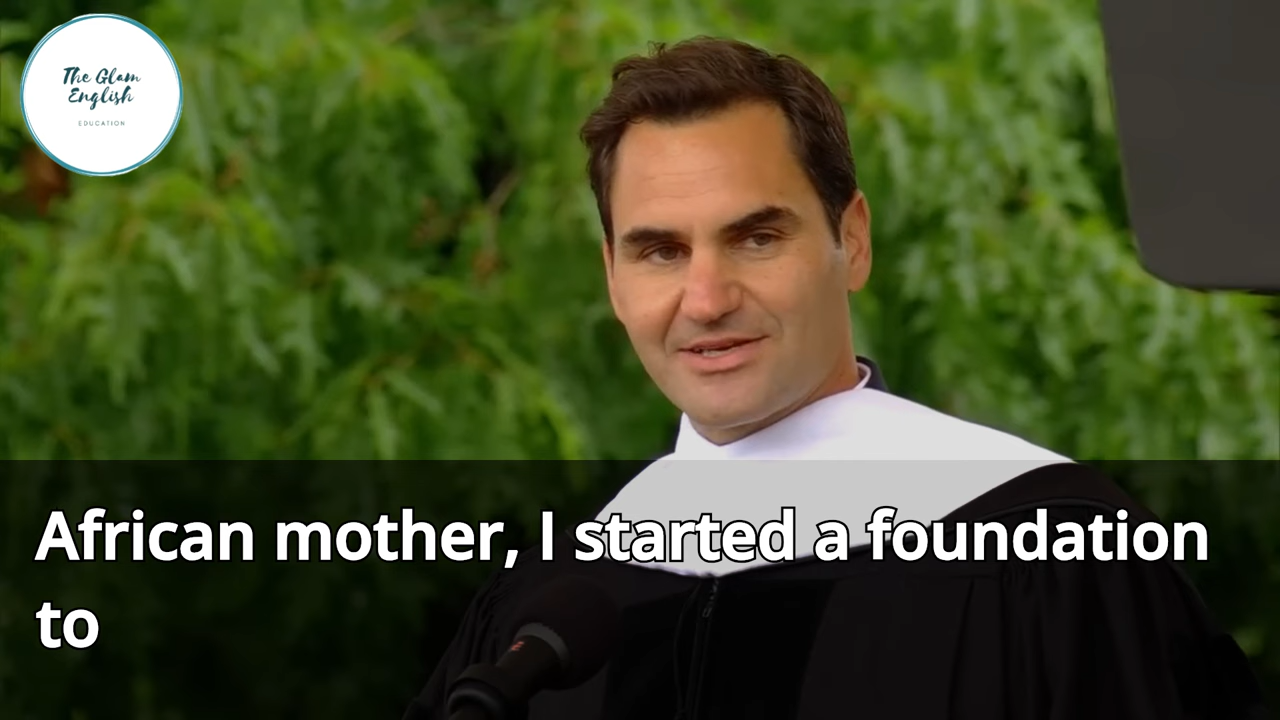 The Glam
English
EDUCATION
African mother, I started a foundation
to